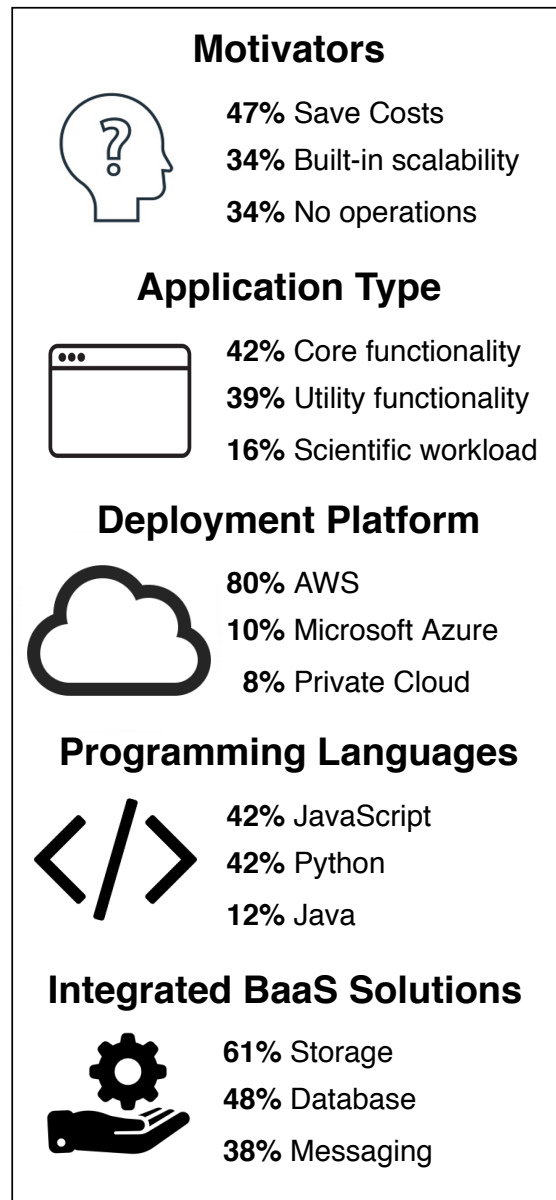 Motivators
47% Save Costs
34% Built-in scalability
34% No operations
Application Type
42% Core functionality
39% Utility functionality
16% Scientific workload
Deployment Platform
80% AWS
10% Microsoft Azure
8% Private Cloud
Programming Languages
42% JavaScript
42% Python
12% Java
Integrated BaaS Solutions
61% Storage
48% Database
38% Messaging